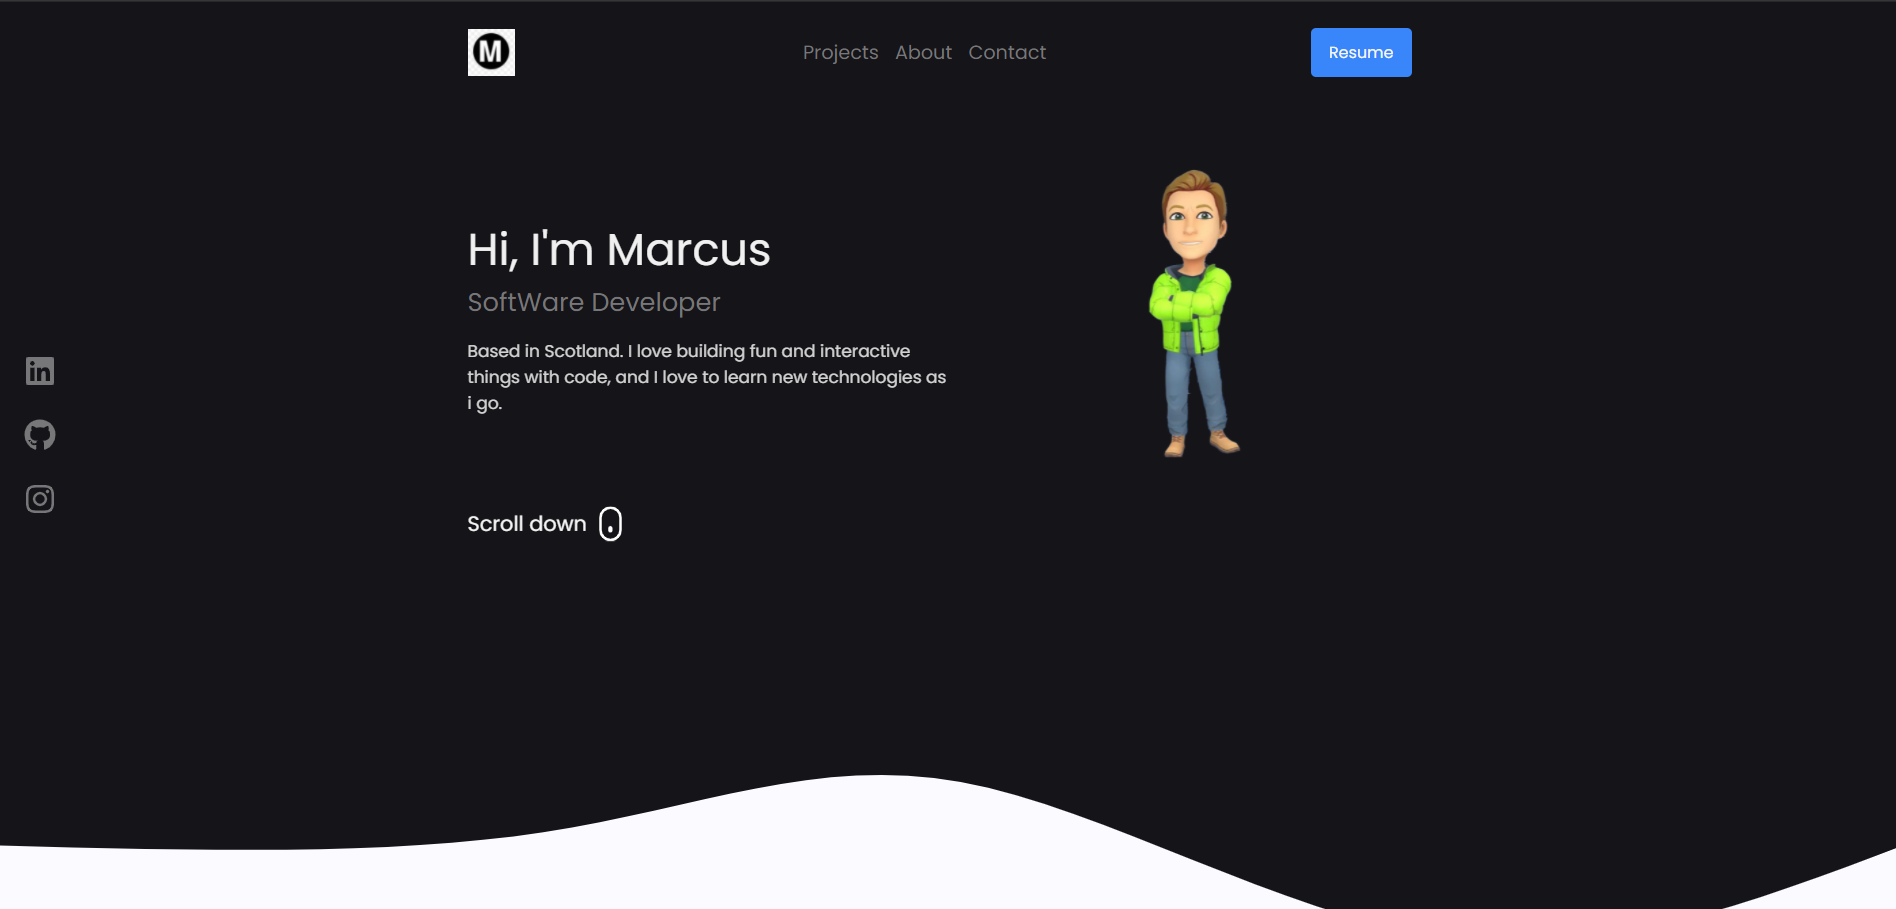 M
Projects About Contact
Resume
Hi, I'm Marcus
SoftWare Developer
Based in Scotland. I love building fun and interactive
things with code, and I love to learn new technologies as
i go.
in
Scroll down